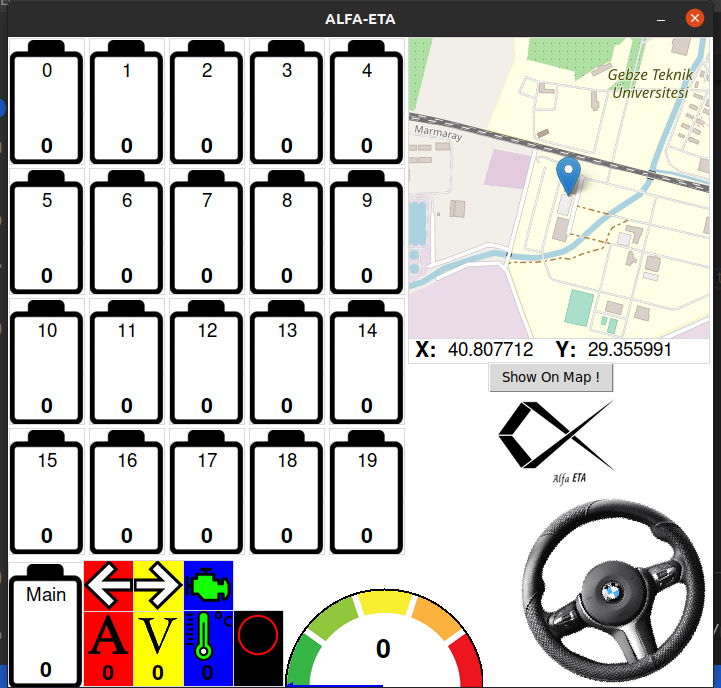 ALFA-ETA
0 1 2 3 4
0 0 0 0 0
5 6 7 8 9
0 0 0 0 0
10 11 12 13 14
0 0 0 0 0
15 16 17 18 19
0 0 0 0 0
Main
0
A V °C
0 0 0
0
Gebze Teknik
Üniversitesi
Marmaray
X: 40.807712 Y: 29.355991
Show On Map !
Alfa ETA